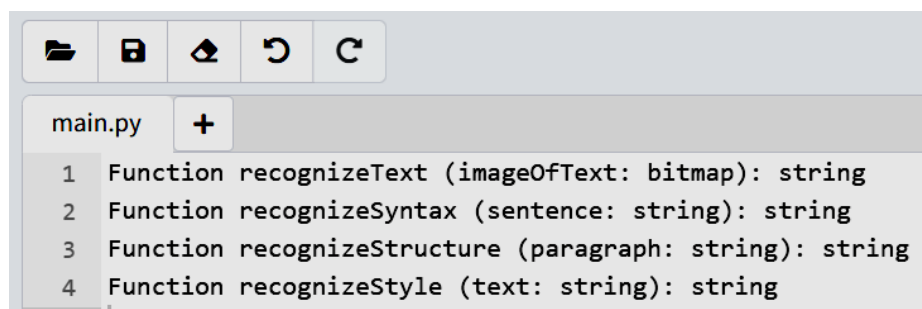 main.py +
1 Function recognizeText (imageOfText: bitmap): string
2 Function recognizeSyntax (sentence: string): string
3 Function recognizeStructure (paragraph: string): string
4 Function recognizeStyle (text: string): string